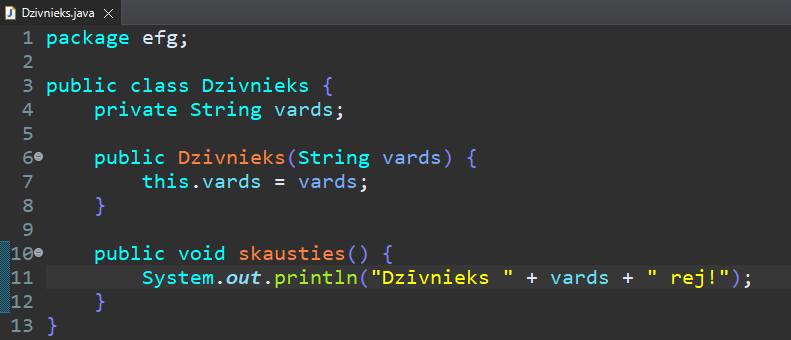 Dzivnieks.java
1 package efg;
2
3 public class Dzivnieks {
4     private String vards;
5
6     public Dzivnieks(String vards) {
7         this.vards = vards;
8     }
9
10     public void skausties() {
11         System.out.println("Dzīvnieks " + vards + " rej!");
12     }
13 }